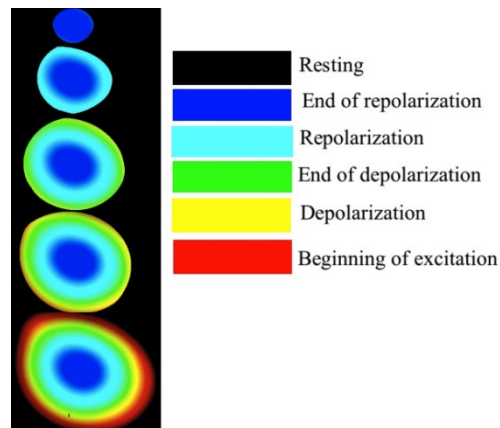 Resting
End of repolarization
Repolarization
End of depolarization
Depolarization
Beginning of excitation